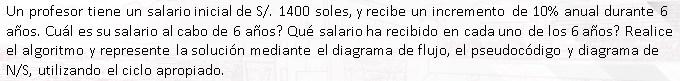 Un profesor tiene un salario inicial de S/. 1400 soles, y recibe un incremento de 10% anual durante 6
años. Cuál es su salario al cabo de 6 años? Qué salario ha recibido en cada uno de los 6 años? Realice
el algoritmo y represente la solución mediante el diagrama de flujo, el pseudocódigo y diagrama de
N/S, utilizando el ciclo apropiado.